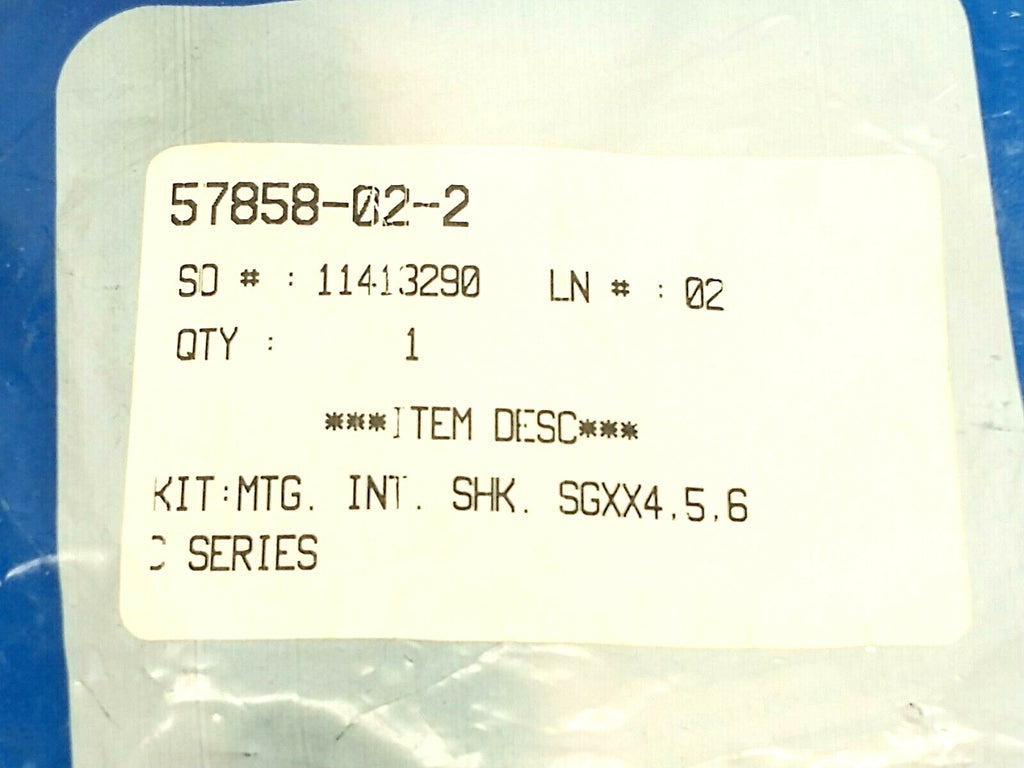 57858-02-2
SO # : 11413290 LN # : 02
QTY : 1
***ITEM DESC***
KIT:MTG. INT. SHK. SGXX4,5,6
C SERIES